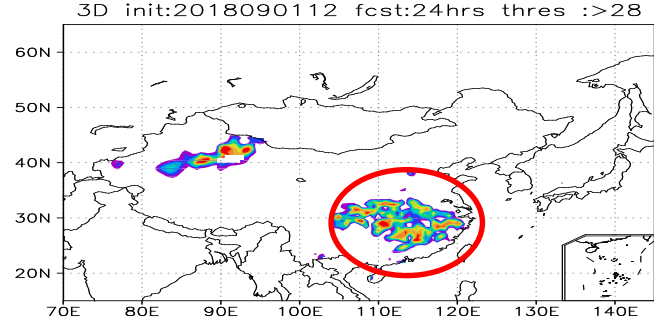 3D init:2018090112 fcst:24hrs thres :>28
60N
50N
40N
30N
20N
70E 80E 90E 100E 110E 120E 130E 140E